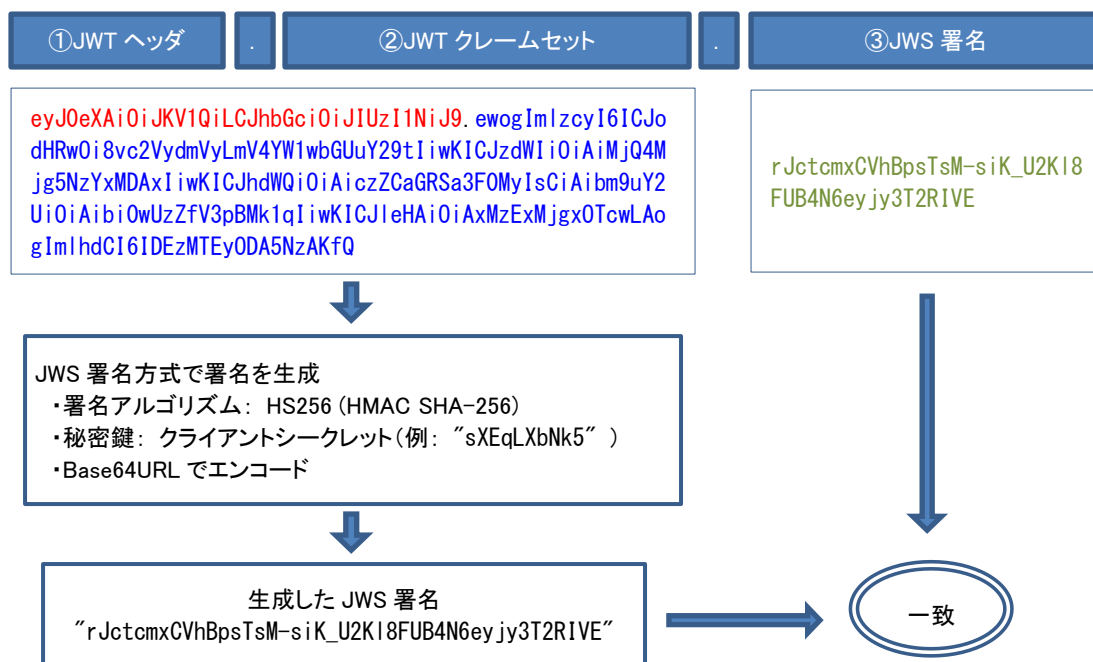 ①JWT ヘッダ . ②JWT クレームセット . ③JWS 署名
eyJ0eXAiOiJKV1QiLCJhbGciOiJIUzI1NiJ9.ewogImlzcyI6ICJo
dHRwOi8vc2VydmVyLmV4YW1wbGUuY29tIiwKICJzdWIiOiAiMjQ4M
jg5NzYxMDAxIiwKICJhdWQiOiAiczZCaGRSa3F0MyIsCiAibm9uY2
UiOiAibi0wUzZfV3pBMk1qIiwKICJleHAiOiAxMzExMjgxOTcwLAo
gImlhdCI6IDEzMTEyODA5NzAKfQ
rJctcmxCVhBpsTsM-siK_U2Kl8
FUB4N6eyjy3T2RIVE
JWS 署名方式で署名を生成
・署名アルゴリズム： HS256 (HMAC SHA-256)
・秘密鍵： クライアントシークレット（例： "sXEqLXbNk5" ）
・Base64URL でエンコード
生成した JWS 署名
"rJctcmxCVhBpsTsM-siK_U2Kl8FUB4N6eyjy3T2RIVE"
一致